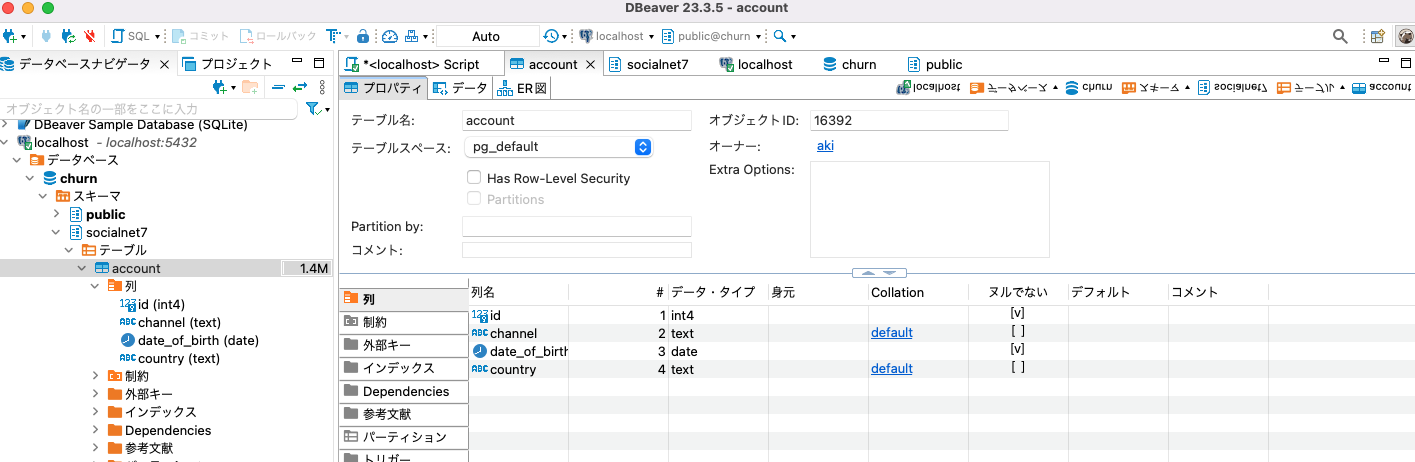 DBeaver 23.3.5 - account
SQL コミット ロールバック Auto localhost public@churn
データベースナビゲータ プロジェクト
*<localhost> Script account socialnet7 localhost churn public
オブジェクト名の一部をここに入力
DBeaver Sample Database (SQLite)
localhost - localhost:5432
データベース
churn
スキーマ
public
socialnet7
テーブル
account 1.4M
列
id (int4)
channel (text)
date_of_birth (date)
country (text)
制約
外部キー
インデックス
Dependencies
参考文献
プロパティ データ ER図
localhost データベース churn スキーマ socialnet7 テーブル account
テーブル名: account オブジェクトID: 16392
テーブルスペース: pg_default オーナー: aki
Has Row-Level Security Extra Options:
Partitions
Partition by:
コメント:
列
制約
外部キー
インデックス
Dependencies
参考文献
パーティション
トリガー
列名 # データ・タイプ 身元 Collation ヌルでない デフォルト コメント
123 id 1 int4 [v]
ABC channel 2 text default [ ]
date_of_birth 3 date [v]
ABC country 4 text default [ ]